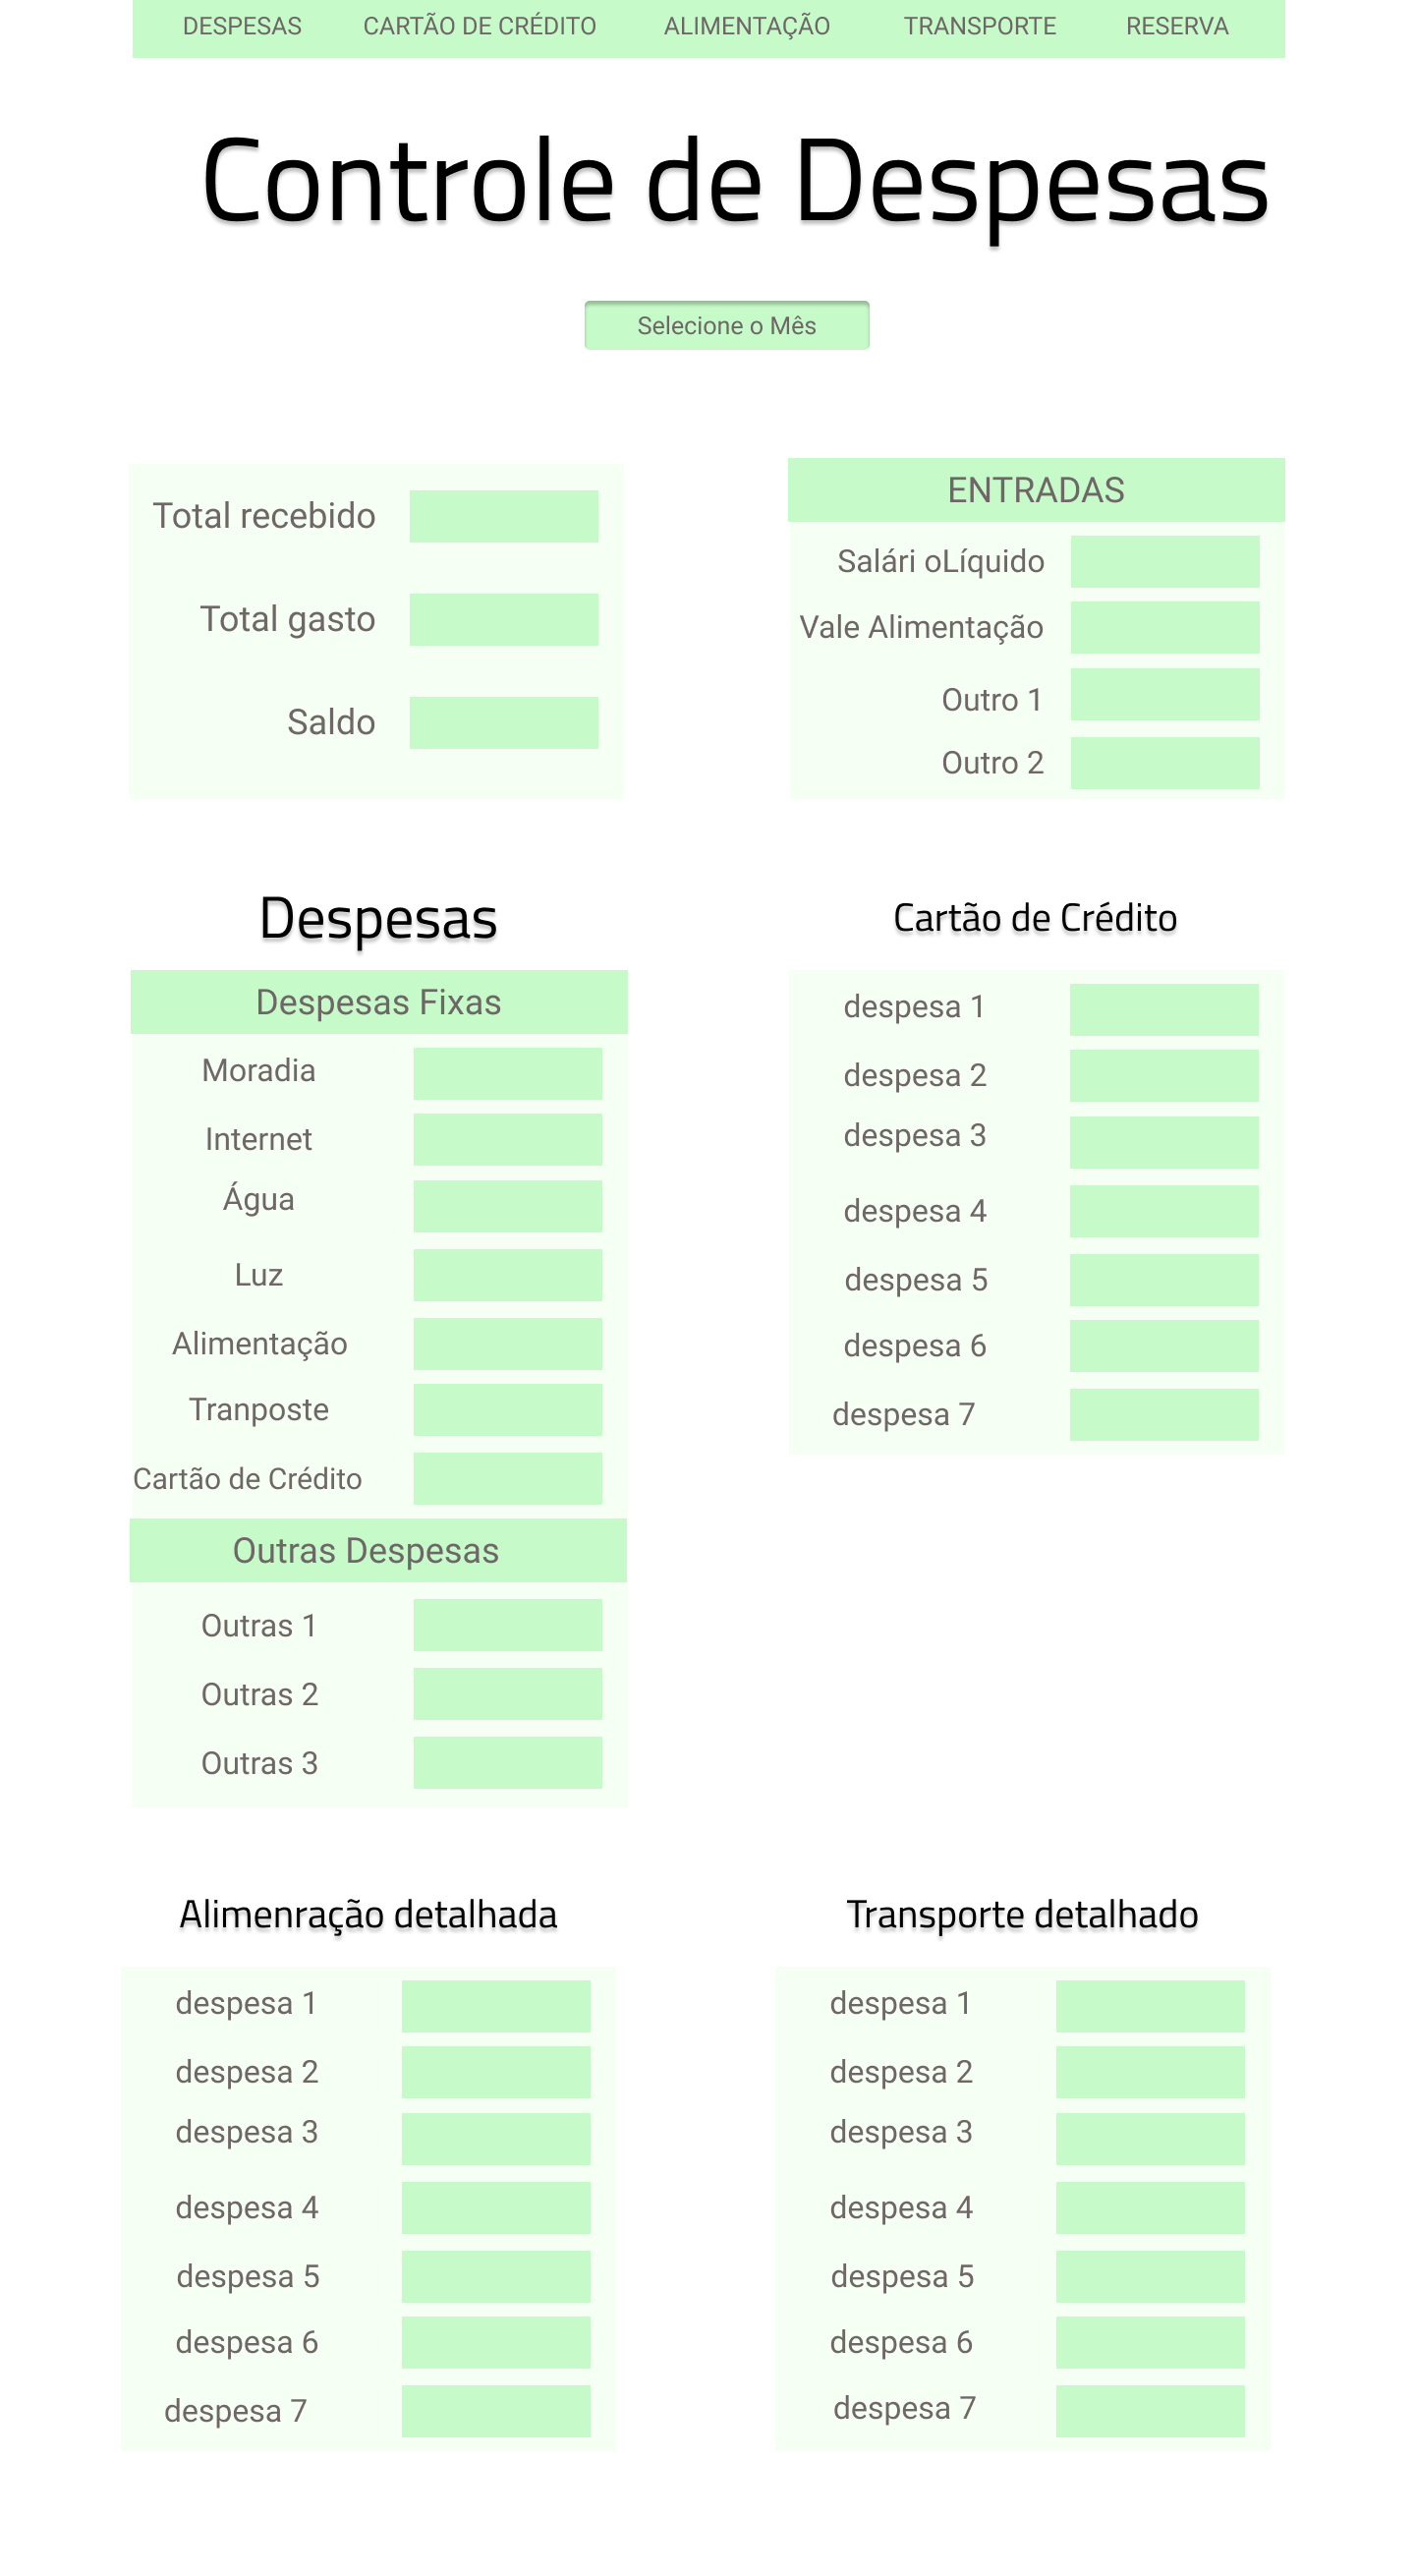 DESPESAS CARTÃO DE CRÉDITO ALIMENTAÇÃO TRANSPORTE RESERVA
Controle de Despesas
Selecione o Mês
Total recebido
Total gasto
Saldo
ENTRADAS
Salári oLíquido
Vale Alimentação
Outro 1
Outro 2
Despesas
Despesas Fixas
Moradia
Internet
Água
Luz
Alimentação
Tranposte
Cartão de Crédito
Outras Despesas
Outras 1
Outras 2
Outras 3
Cartão de Crédito
despesa 1
despesa 2
despesa 3
despesa 4
despesa 5
despesa 6
despesa 7
Alimenração detalhada
despesa 1
despesa 2
despesa 3
despesa 4
despesa 5
despesa 6
despesa 7
Transporte detalhado
despesa 1
despesa 2
despesa 3
despesa 4
despesa 5
despesa 6
despesa 7